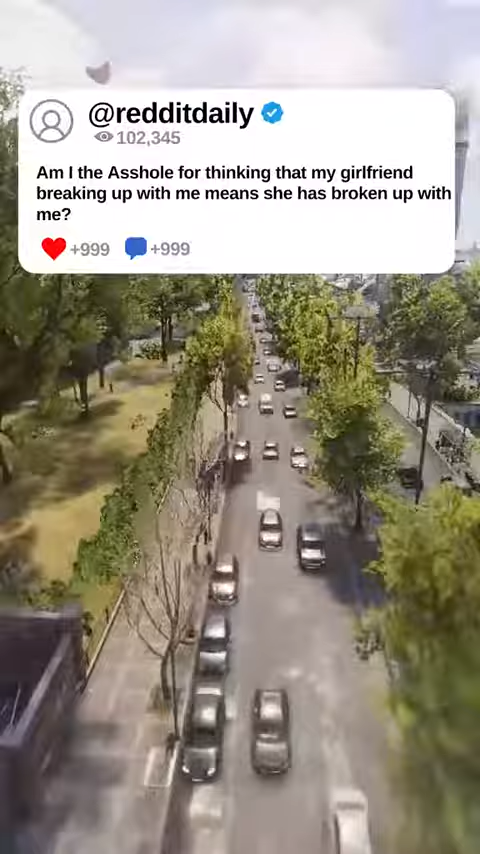 @redditdaily
102,345
Am I the Asshole for thinking that my girlfriend
breaking up with me means she has broken up with
me?
+999 +999